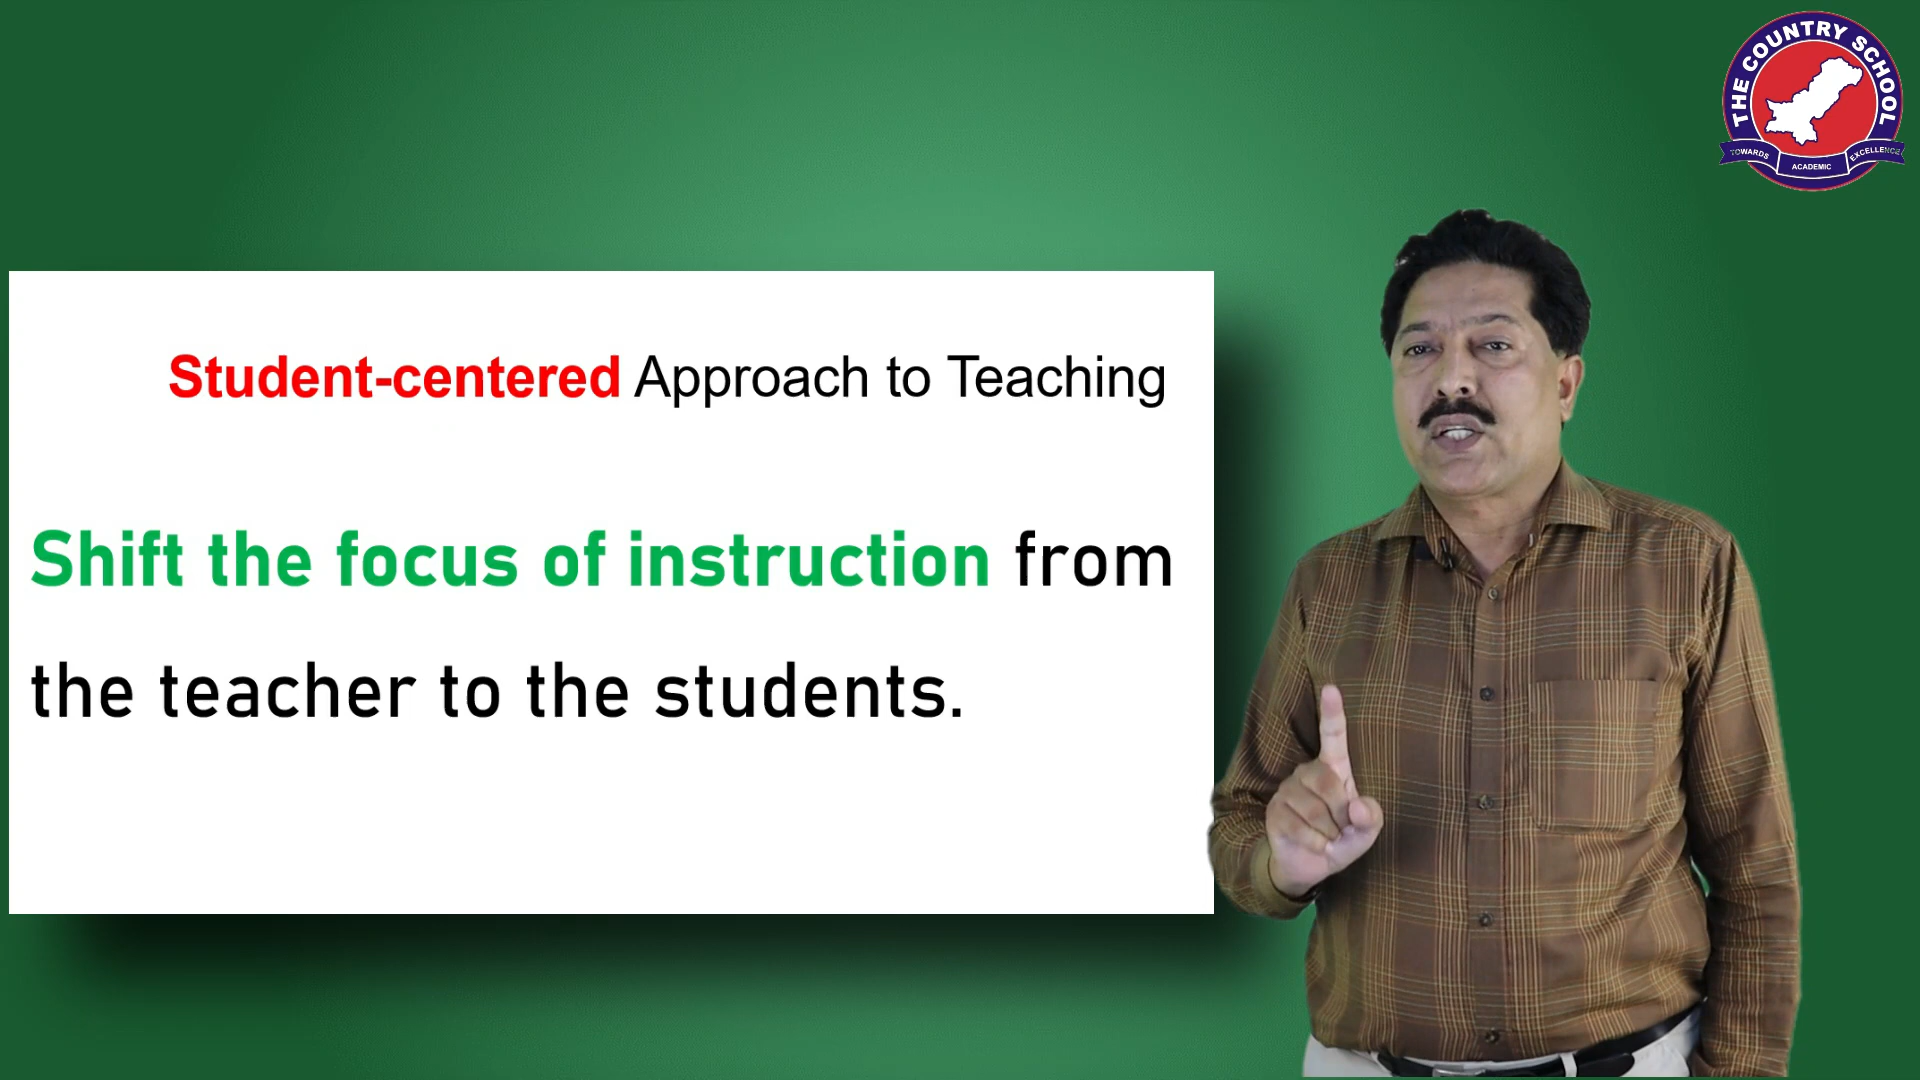 THE COUNTRY SCHOOL
TOWARDS ACADEMIC EXCELLENCE
Student-centered Approach to Teaching
Shift the focus of instruction from
the teacher to the students.